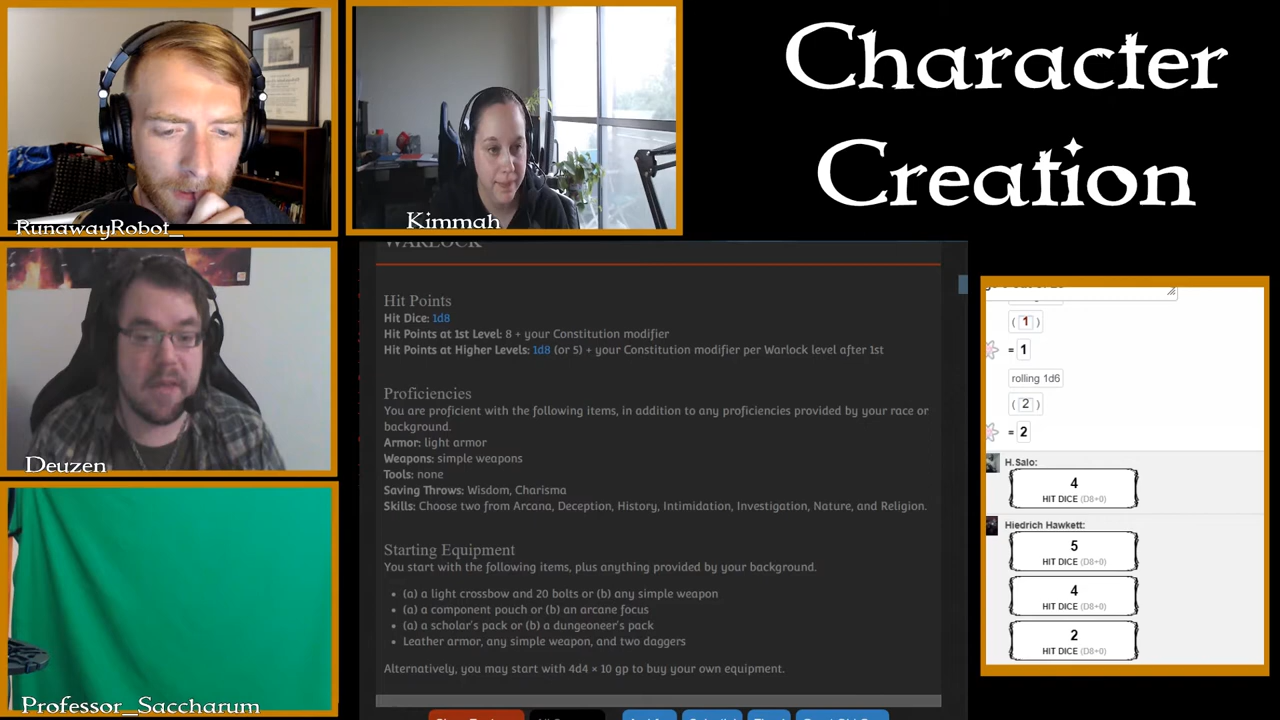 Character
Creation
RunawayRobot_
Kimmah
Deuzen
Professor_Saccharum
WARLOCK
Hit Points
Hit Dice: 1d8
Hit Points at 1st Level: 8 + your Constitution modifier
Hit Points at Higher Levels: 1d8 (or 5) + your Constitution modifier per Warlock level after 1st
Proficiencies
You are proficient with the following items, in addition to any proficiencies provided by your race or
background.
Armor: light armor
Weapons: simple weapons
Tools: none
Saving Throws: Wisdom, Charisma
Skills: Choose two from Arcana, Deception, History, Intimidation, Investigation, Nature, and Religion.
Starting Equipment
You start with the following items, plus anything provided by your background.
• (a) a light crossbow and 20 bolts or (b) any simple weapon
• (a) a component pouch or (b) an arcane focus
• (a) a scholar's pack or (b) a dungeoneer's pack
• Leather armor, any simple weapon, and two daggers
Alternatively, you may start with 4d4 × 10 gp to buy your own equipment.
(1)
= 1
rolling 1d6
(2)
= 2
H.Salo:
4
HIT DICE (D8+0)
Hiedrich Hawkett:
5
HIT DICE (D8+0)
4
HIT DICE (D8+0)
2
HIT DICE (D8+0)